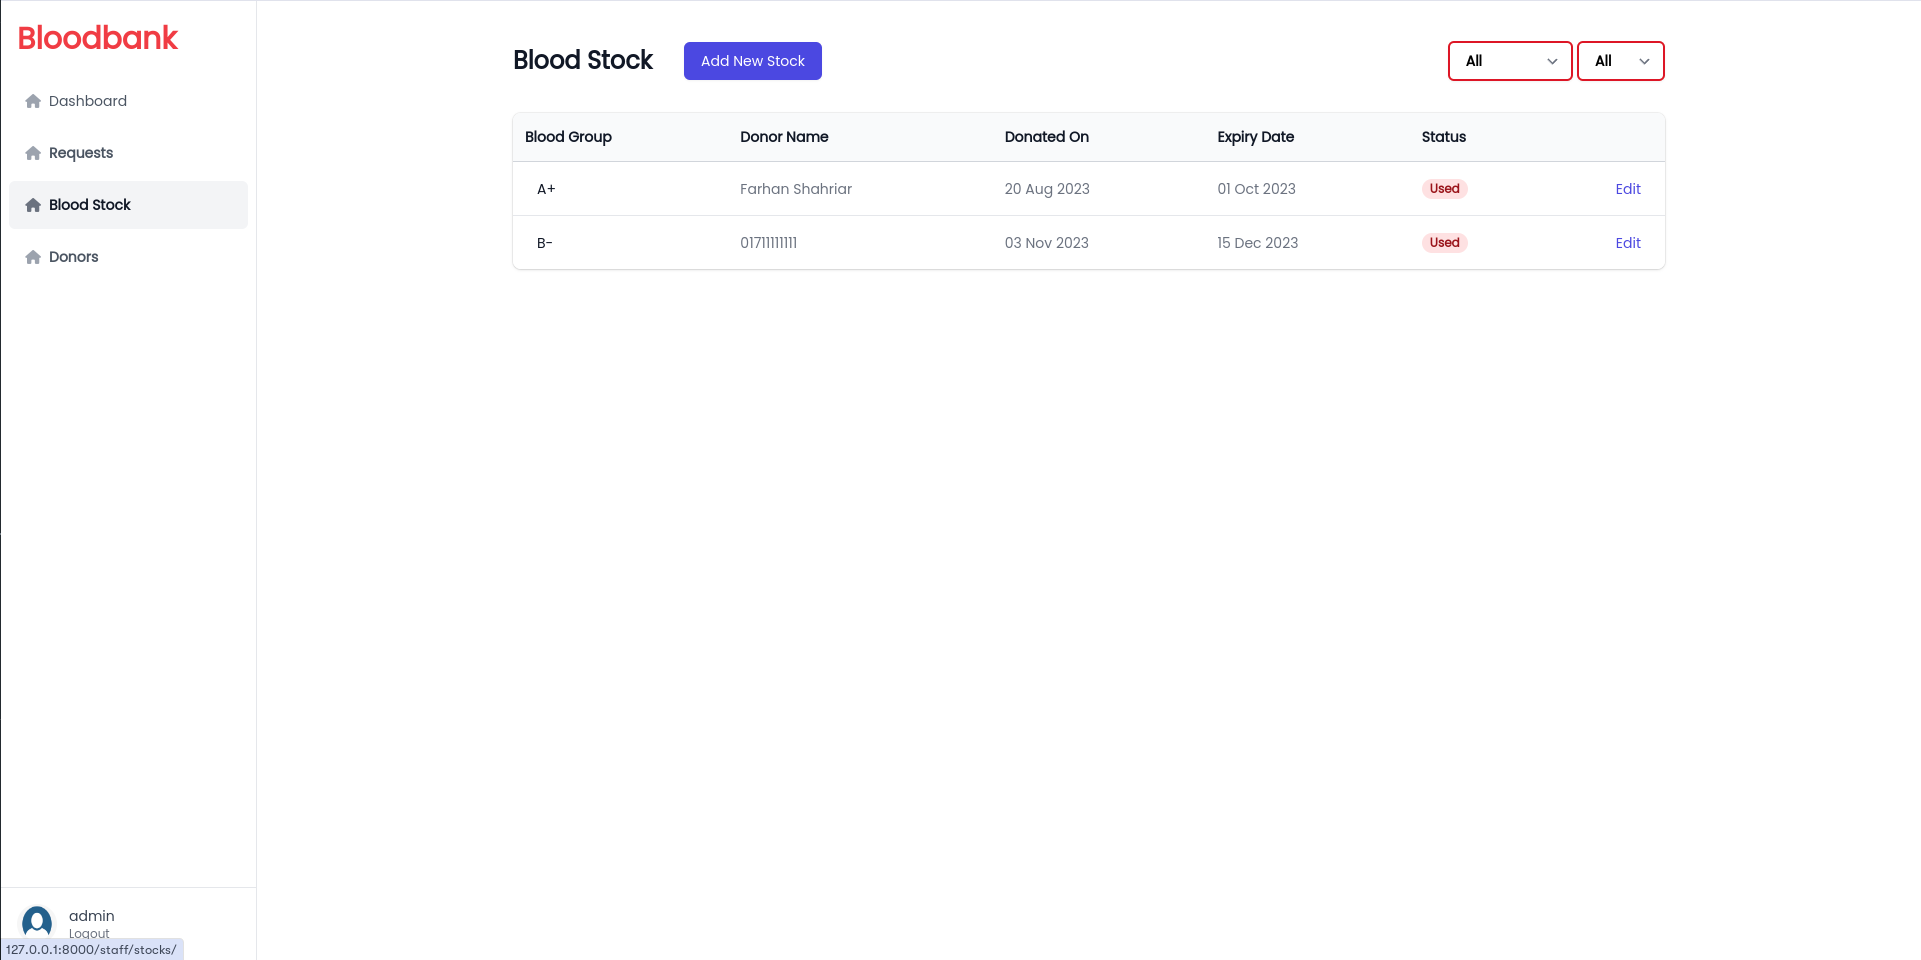 Bloodbank
Dashboard
Requests
Blood Stock
Donors
Blood Stock
Add New Stock
All
All
Blood Group Donor Name Donated On Expiry Date Status
A+ Farhan Shahriar 20 Aug 2023 01 Oct 2023 Used Edit
B- 01711111111 03 Nov 2023 15 Dec 2023 Used Edit
admin
Logout
127.0.0.1:8000/staff/stocks/